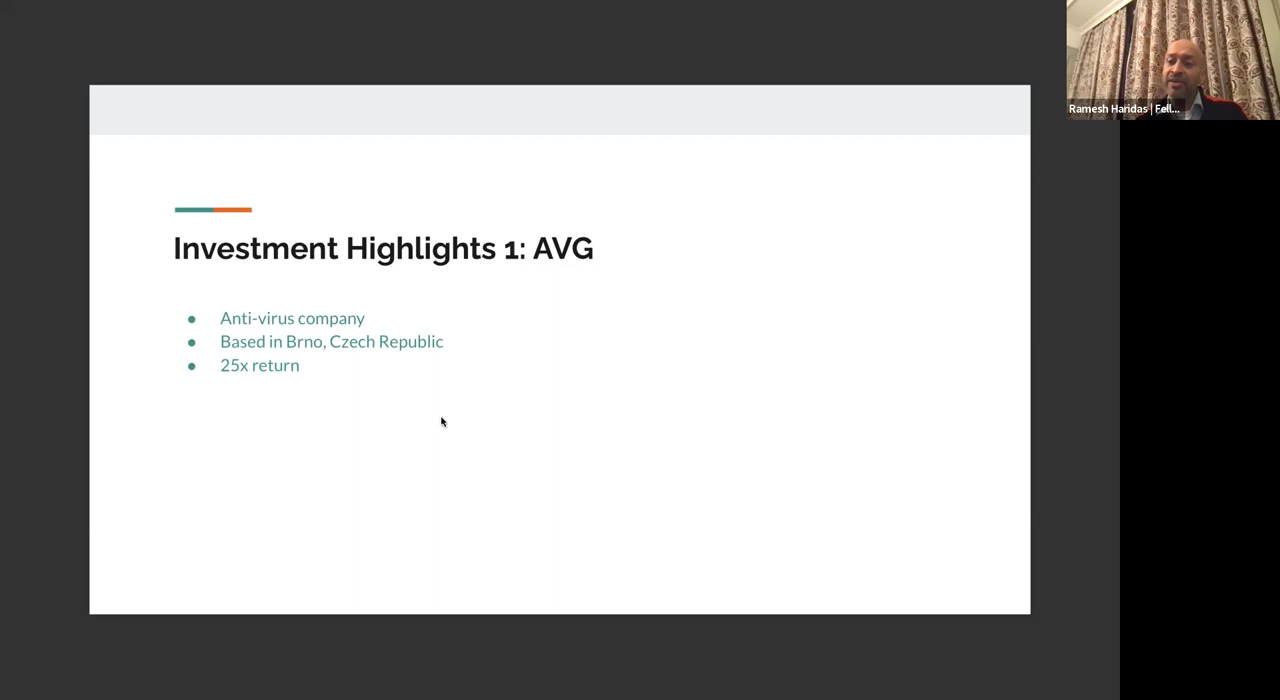 Ramesh Haridas | Fell...
Investment Highlights 1: AVG
● Anti-virus company
● Based in Brno, Czech Republic
● 25x return